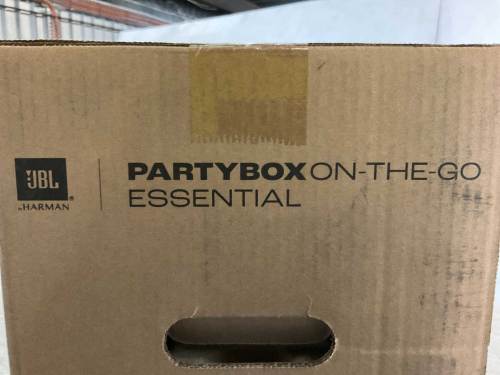 JBL
by HARMAN
PARTYBOX ON-THE-GO
ESSENTIAL